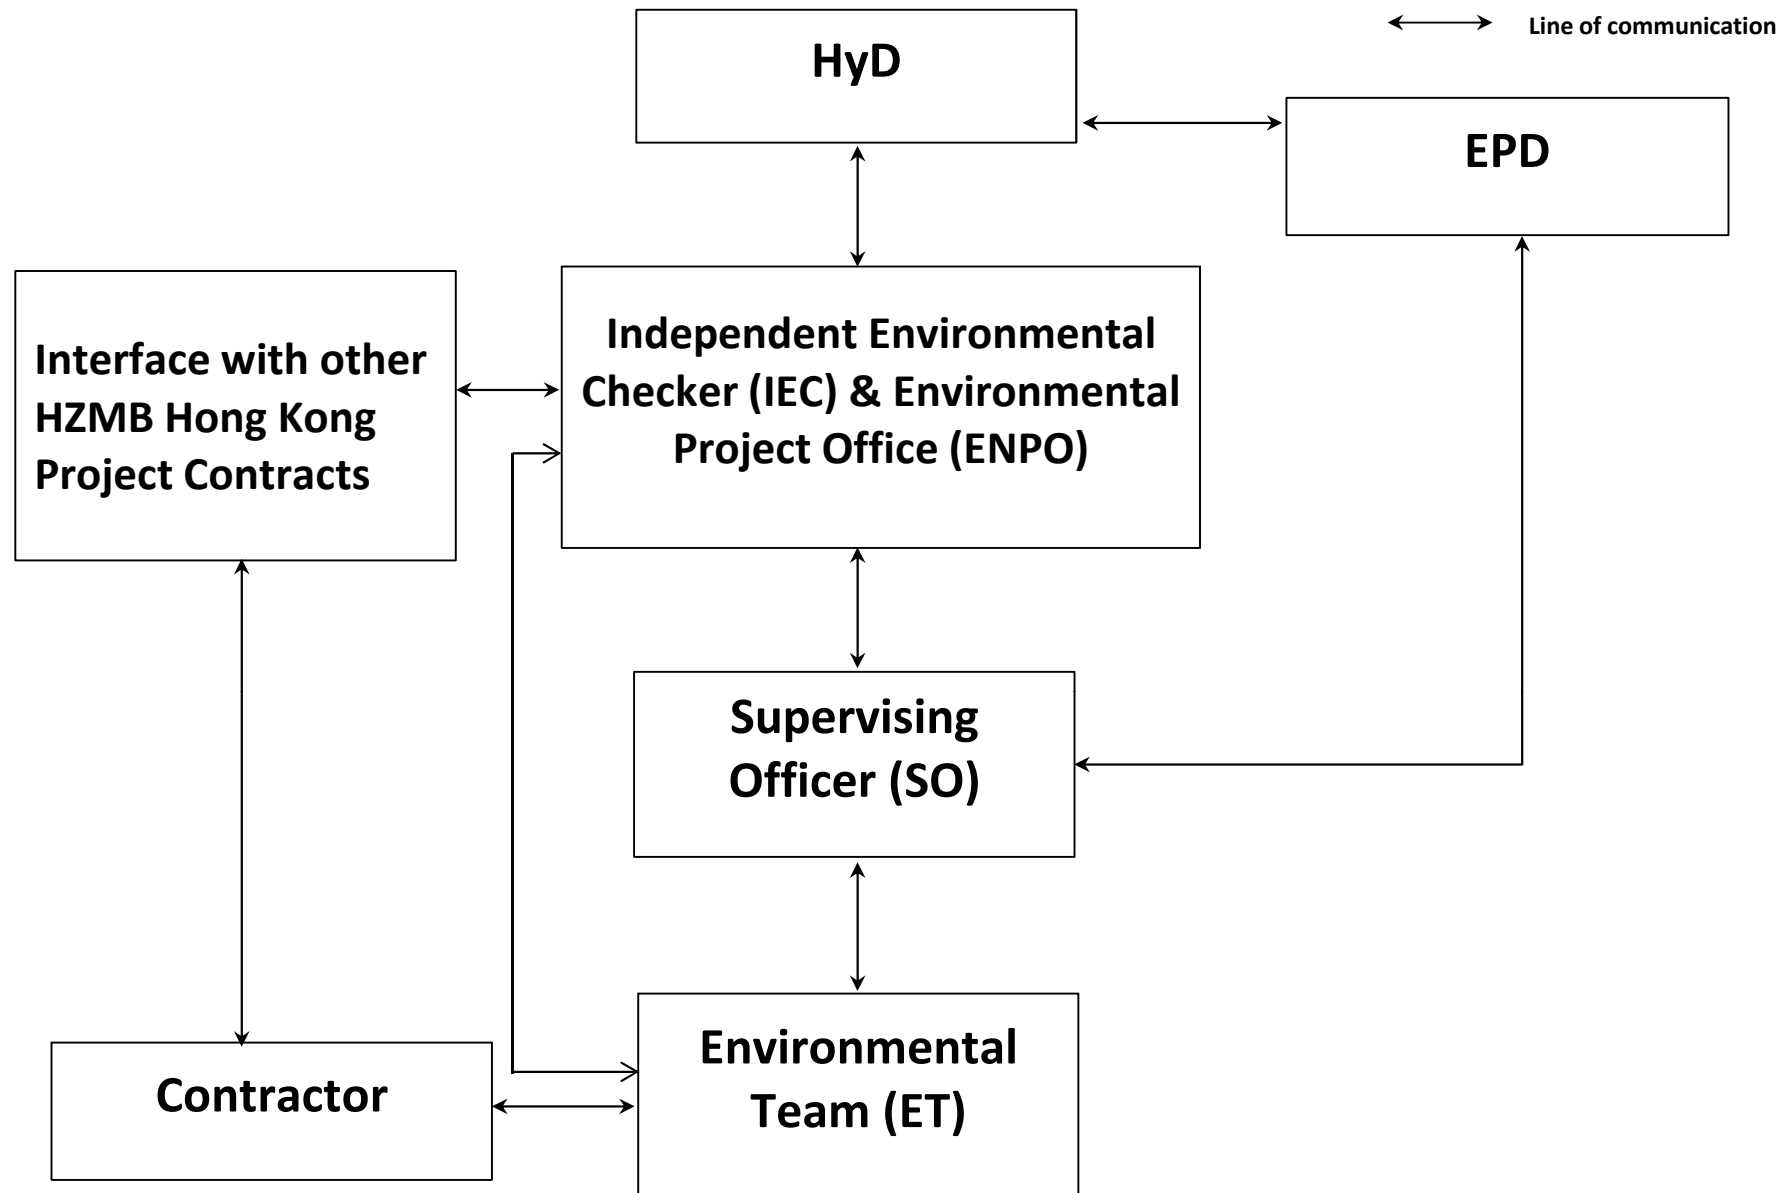 HyD
Line of communication
EPD
Interface with other
HZMB Hong Kong
Project Contracts
Independent Environmental
Checker (IEC) & Environmental
Project Office (ENPO)
Supervising
Officer (SO)
Contractor
Environmental
Team (ET)